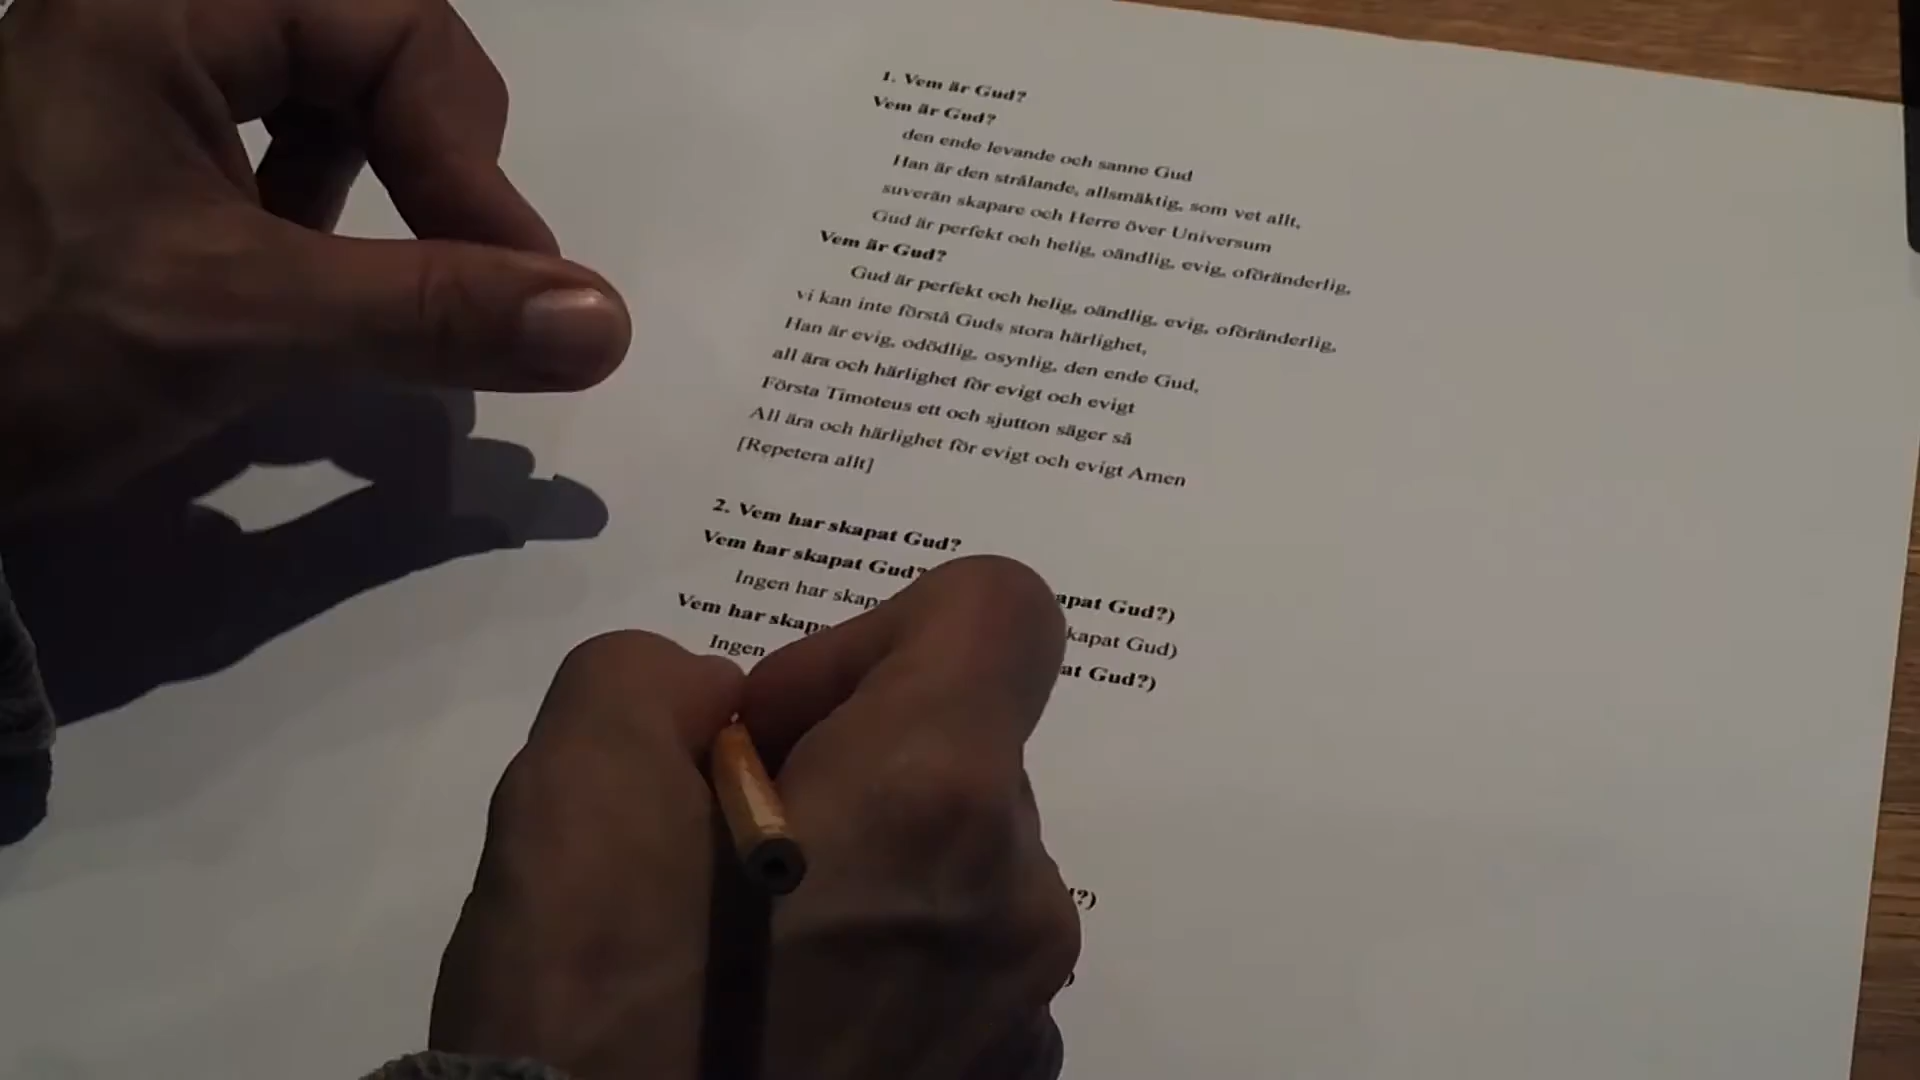 1. Vem är Gud?
Vem är Gud?
den ende levande och sanne Gud
Han är den strålande, allsmäktig, som vet allt,
suverän skapare och Herre över Universum
Gud är perfekt och helig, oändlig, evig, oföränderlig,
Vem är Gud?
Gud är perfekt och helig, oändlig, evig, oföränderlig,
vi kan inte förstå Guds stora härlighet,
Han är evig, odödlig, osynlig, den ende Gud,
all ära och härlighet för evigt och evigt
Första Timoteus ett och sjutton säger så
All ära och härlighet för evigt och evigt Amen
[Repetera allt]
2. Vem har skapat Gud?
Vem har skapat Gud? apat Gud?)
Ingen har skap kapat Gud)
Vem har skapa at Gud?)
Ingen
!?)
)